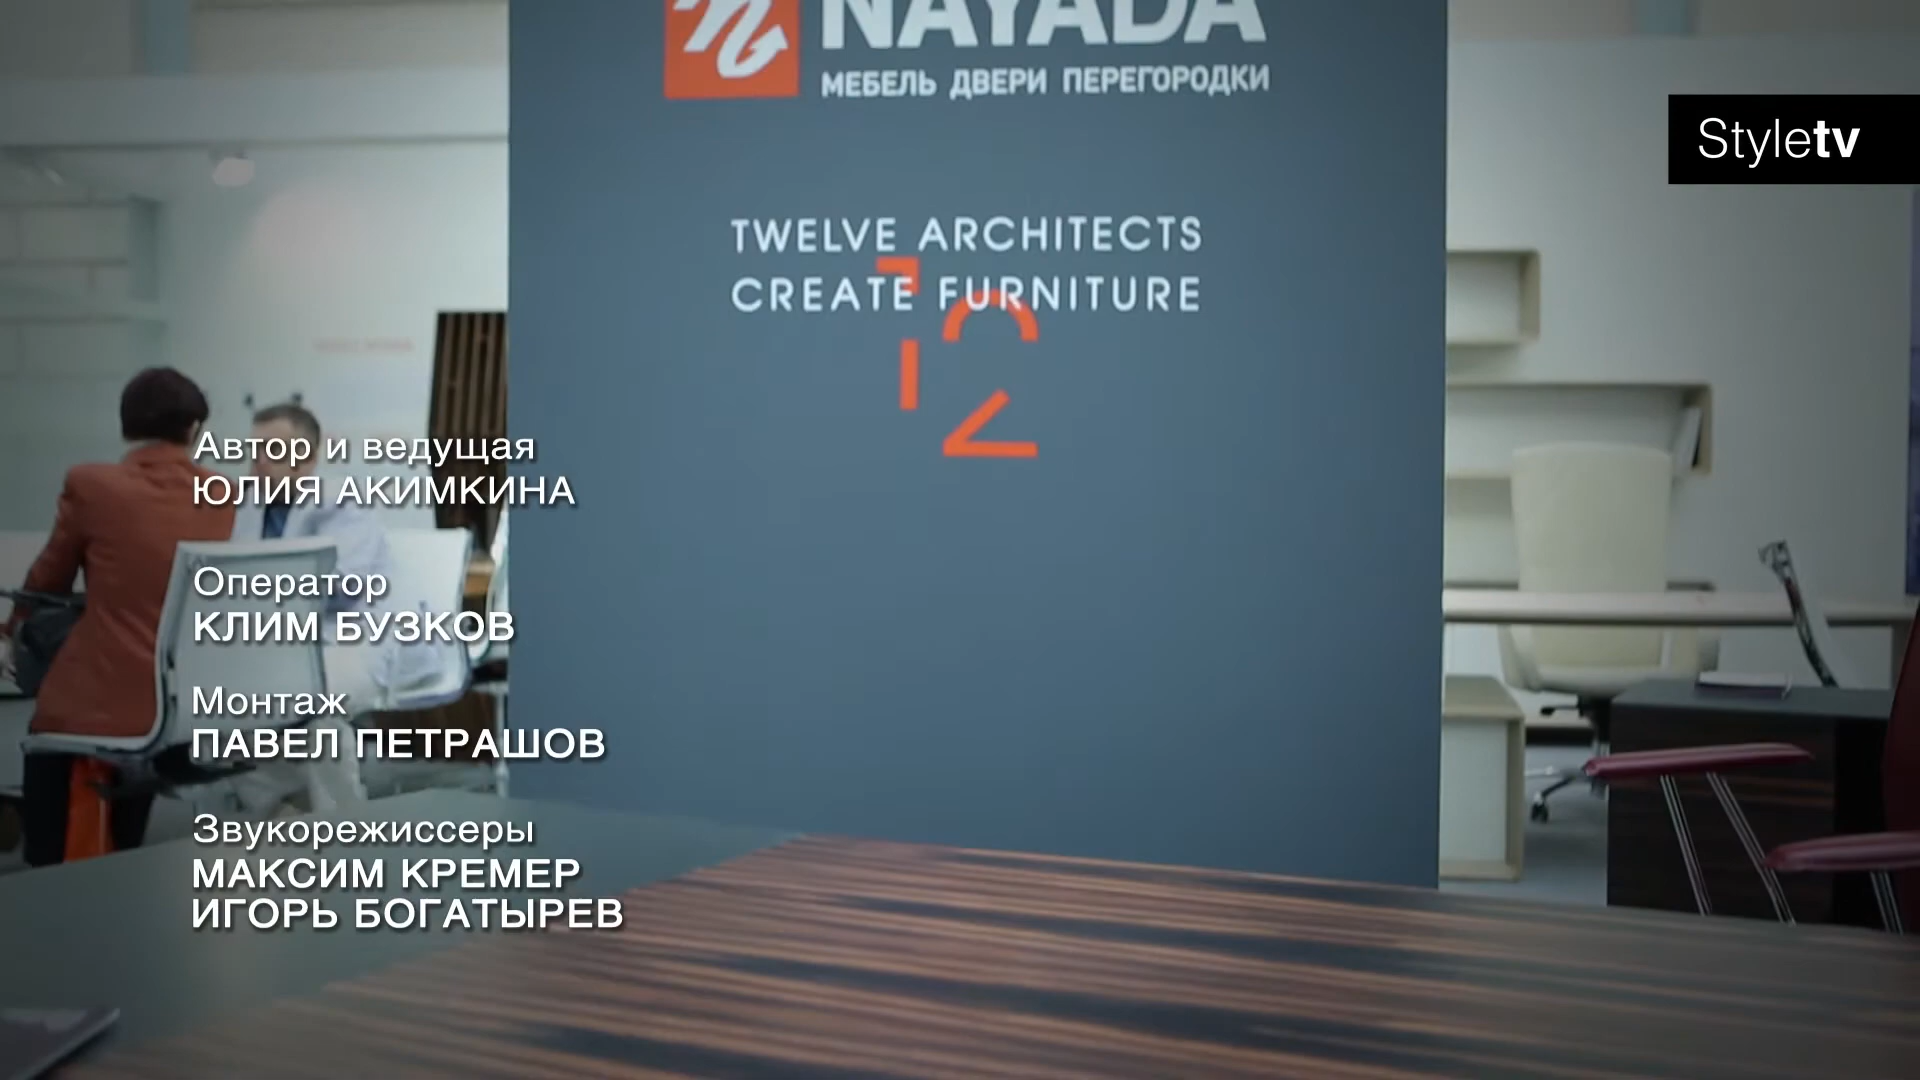 NAYADA
МЕБЕЛЬ ДВЕРИ ПЕРЕГОРОДКИ
Styletv
TWELVE ARCHITECTS
CREATE FURNITURE
12
Автор и ведущая
ЮЛИЯ АКИМКИНА
Оператор
КЛИМ БУЗКОВ
Монтаж
ПАВЕЛ ПЕТРАШОВ
Звукорежиссеры
МАКСИМ КРЕМЕР
ИГОРЬ БОГАТЫРЕВ